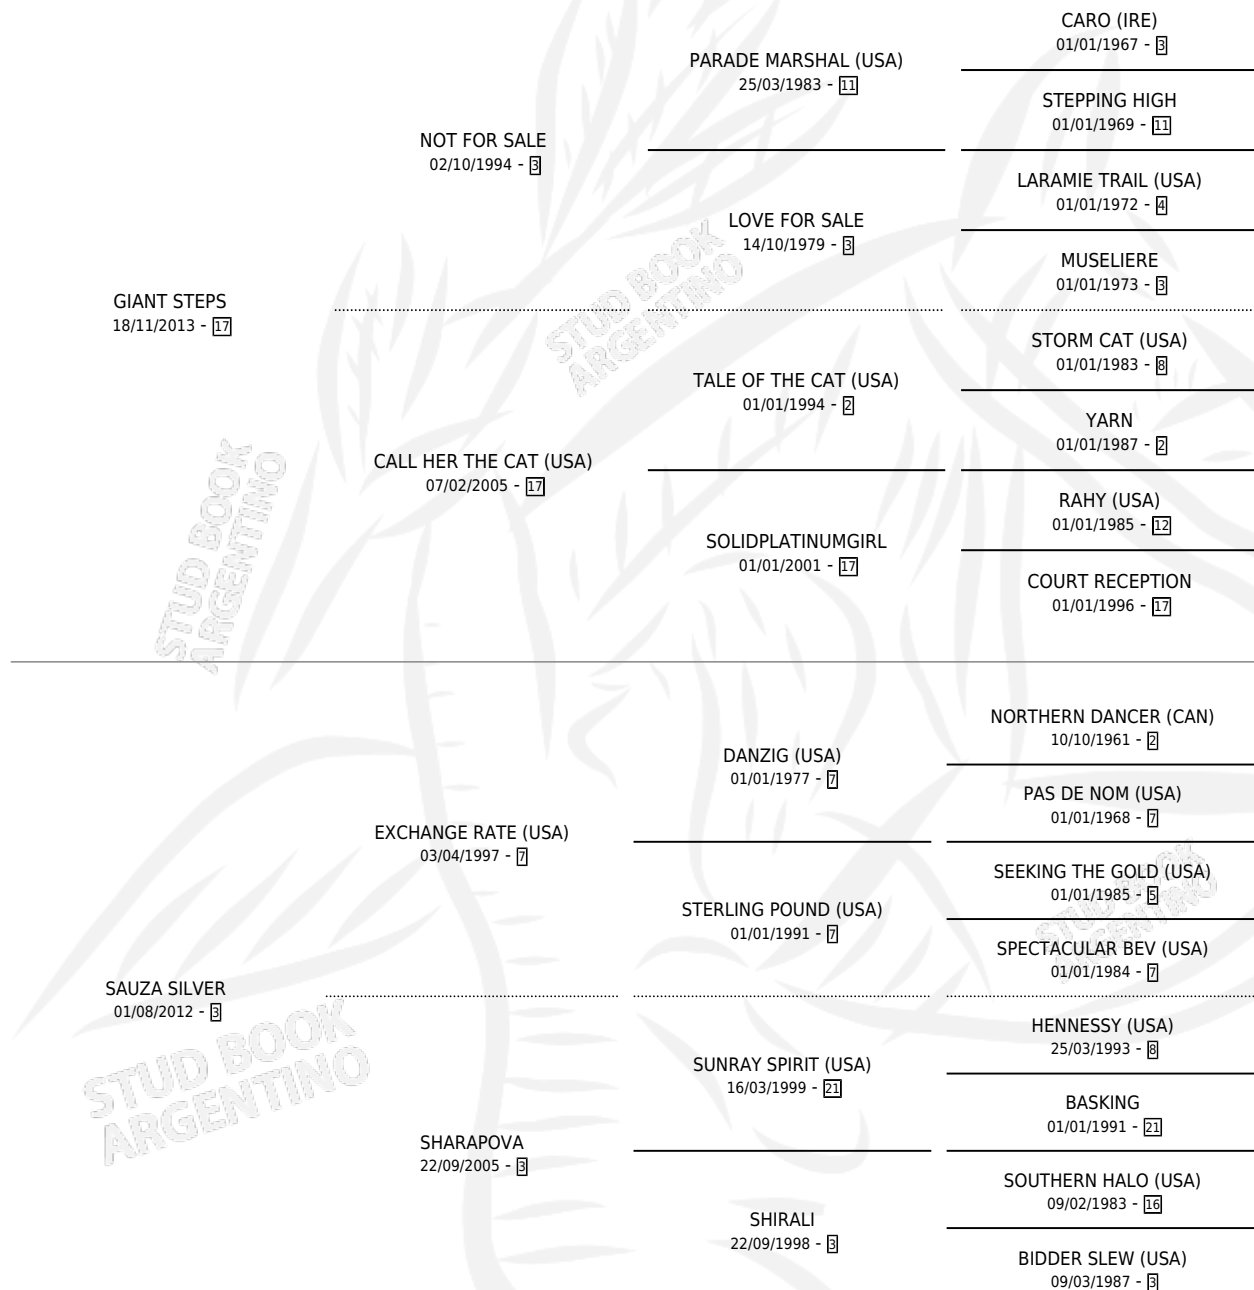 CARO (IRE)
01/01/1967 - 3
PARADE MARSHAL (USA)
25/03/1983 - 11
STEPPING HIGH
01/01/1969 - 11
NOT FOR SALE
02/10/1994 - 3
LARAMIE TRAIL (USA)
01/01/1972 - 4
LOVE FOR SALE
14/10/1979 - 3
MUSELIERE
01/01/1973 - 3
GIANT STEPS
18/11/2013 - 17
STUD BOOK
ARGENTINO
STORM CAT (USA)
01/01/1983 - 8
TALE OF THE CAT (USA)
01/01/1994 - 2
YARN
01/01/1987 - 2
CALL HER THE CAT (USA)
07/02/2005 - 17
RAHY (USA)
01/01/1985 - 12
SOLIDPLATINUMGIRL
01/01/2001 - 17
COURT RECEPTION
01/01/1996 - 17
STUD BOOK
ARGENTINO
NORTHERN DANCER (CAN)
10/10/1961 - 2
DANZIG (USA)
01/01/1977 - 7
PAS DE NOM (USA)
01/01/1968 - 7
EXCHANGE RATE (USA)
03/04/1997 - 7
SEEKING THE GOLD (USA)
01/01/1985 - 5
STERLING POUND (USA)
01/01/1991 - 7
STUD BOOK
ARGENTINO
SPECTACULAR BEV (USA)
01/01/1984 - 7
SAUZA SILVER
01/08/2012 - 3
STUD BOOK
ARGENTINO
HENNESSY (USA)
25/03/1993 - 8
SUNRAY SPIRIT (USA)
16/03/1999 - 21
BASKING
01/01/1991 - 21
SHARAPOVA
22/09/2005 - 3
SOUTHERN HALO (USA)
09/02/1983 - 16
SHIRALI
22/09/1998 - 3
BIDDER SLEW (USA)
09/03/1987 - 3